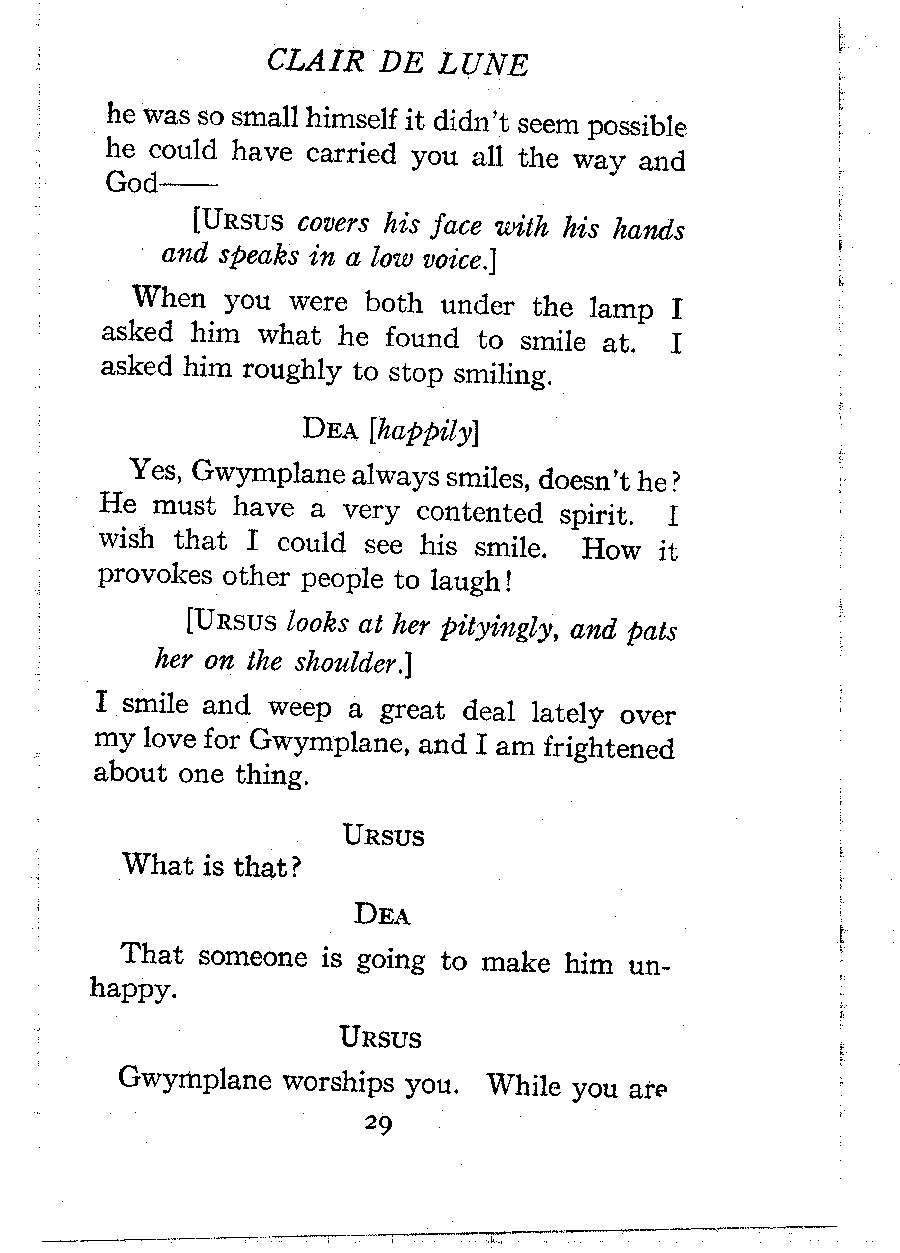 CLAIR DE LUNE
he was so small himself it didn't seem possible
he could have carried you all the way and
God——
[URSUS covers his face with his hands
and speaks in a low voice.]
When you were both under the lamp I
asked him what he found to smile at. I
asked him roughly to stop smiling.
DEA [happily]
Yes, Gwymplane always smiles, doesn't he?
He must have a very contented spirit. I
wish that I could see his smile. How it
provokes other people to laugh!
[URSUS looks at her pityingly, and pats
her on the shoulder.]
I smile and weep a great deal lately over
my love for Gwymplane, and I am frightened
about one thing.
URSUS
What is that?
DEA
That someone is going to make him un-
happy.
URSUS
Gwymplane worships you. While you are
29